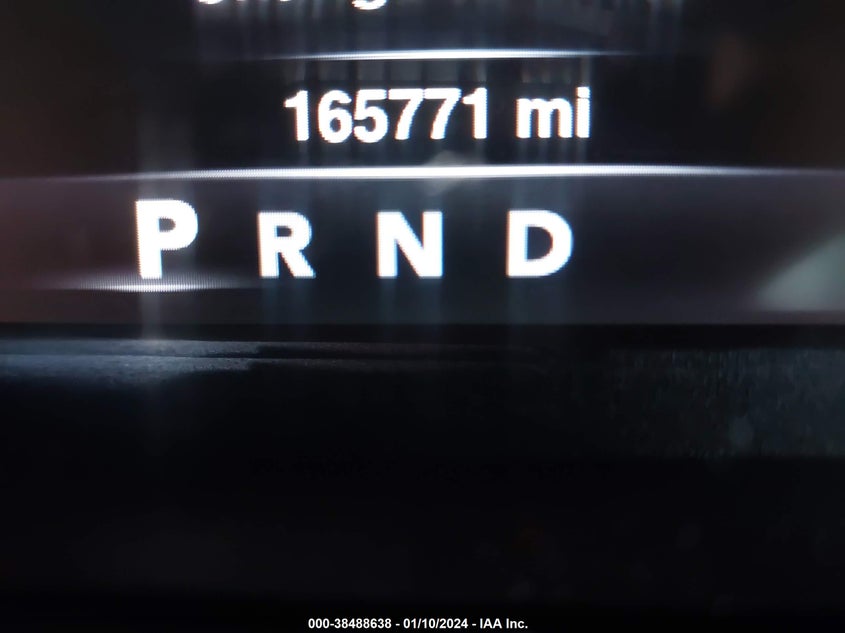 165771 mi
P R N D
000-38488638 - 01/10/2024 - IAA Inc.